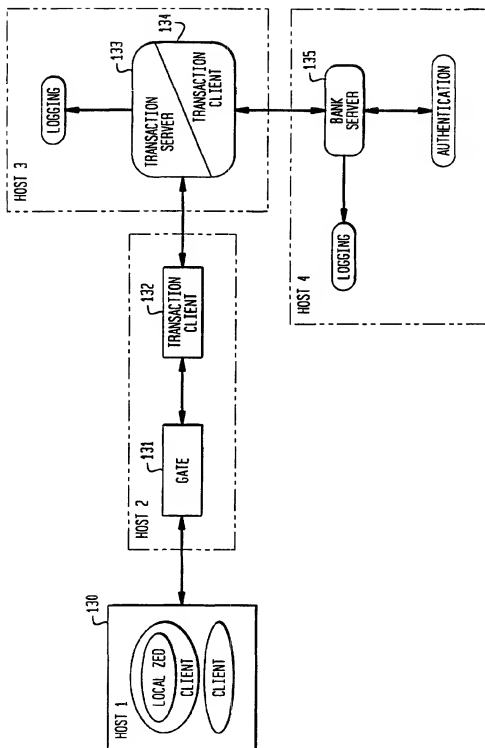 130
HOST 1
LOCAL ZED
CLIENT
CLIENT
HOST 2
131
GATE
132
TRANSACTION
CLIENT
HOST 3
LOGGING
133
134
TRANSACTION
SERVER
TRANSACTION
CLIENT
HOST 4
135
BANK
SERVER
LOGGING
AUTHENTICATION